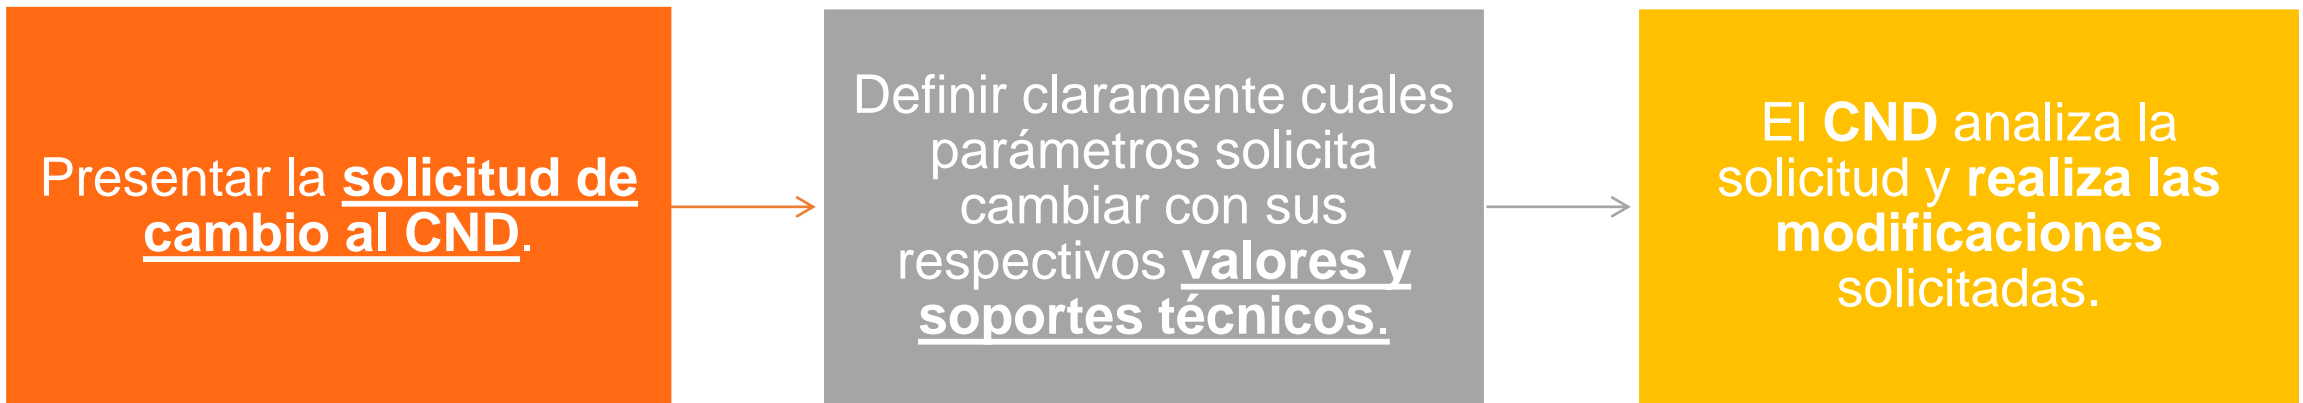 Presentar la solicitud de
cambio al CND.
Definir claramente cuales
parámetros solicita
cambiar con sus
respectivos valores y
soportes técnicos.
El CND analiza la
solicitud y realiza las
modificaciones
solicitadas.